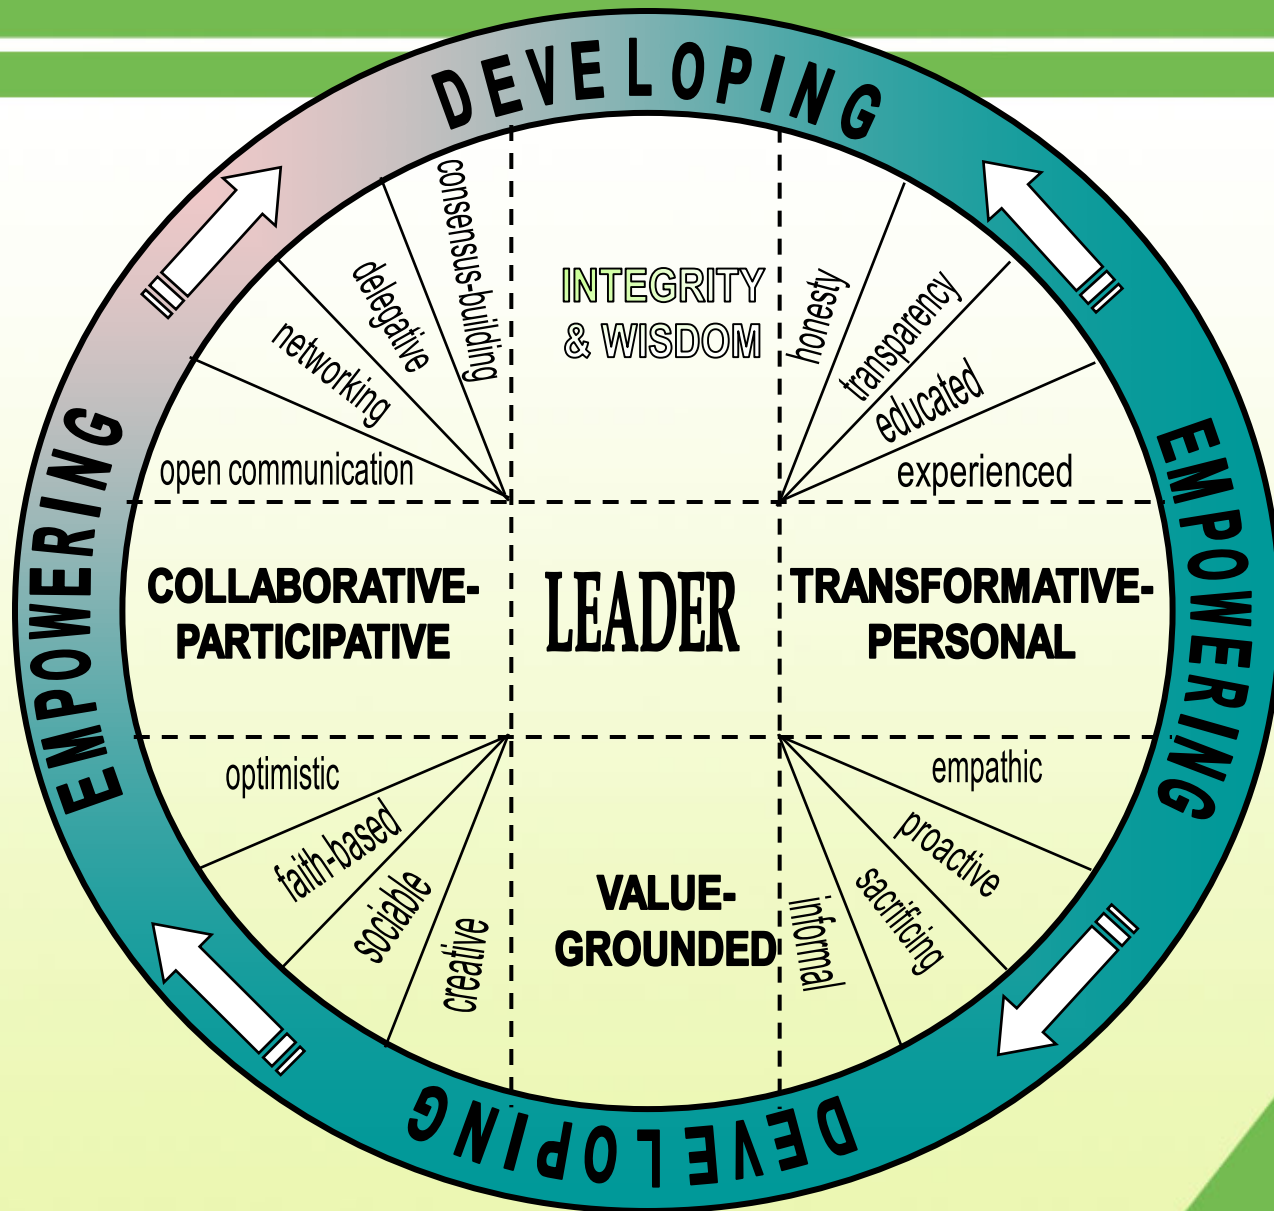 DEVELOPING
consensus-building
delegative
networking
open communication
INTEGRITY
& WISDOM
honesty
transparency
educated
experienced
EMPOWERING
COLLABORATIVE-
PARTICIPATIVE
LEADER
TRANSFORMATIVE-
PERSONAL
EMPOWERING
optimistic
faith-based
sociable
creative
VALUE-
GROUNDED
empathic
proactive
sacrificing
informal
DEVELOPING